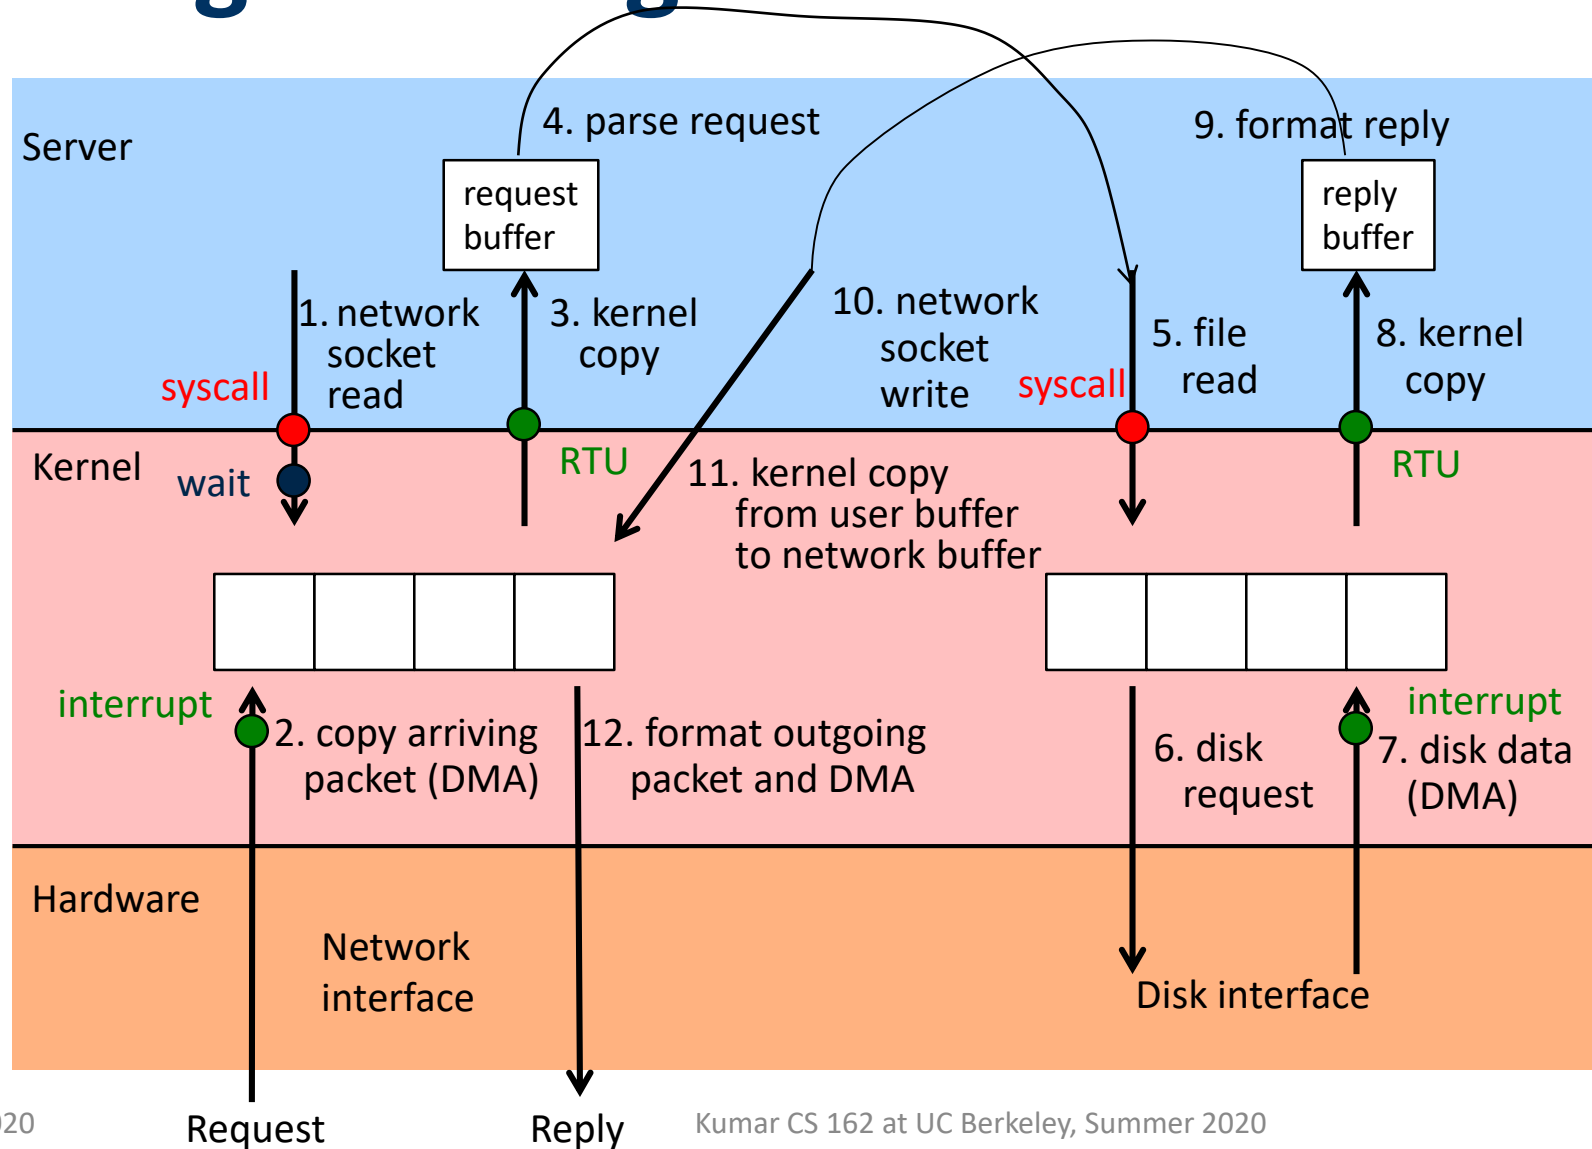 Server
4. parse request
9. format reply
request
buffer
reply
buffer
1. network
socket
read
3. kernel
copy
10. network
socket
write
5. file
read
8. kernel
copy
syscall
syscall
Kernel
wait
RTU
11. kernel copy
from user buffer
to network buffer
RTU
interrupt
2. copy arriving
packet (DMA)
12. format outgoing
packet and DMA
6. disk
request
interrupt
7. disk data
(DMA)
Hardware
Network
interface
Disk interface
Request
Reply
Kumar CS 162 at UC Berkeley, Summer 2020